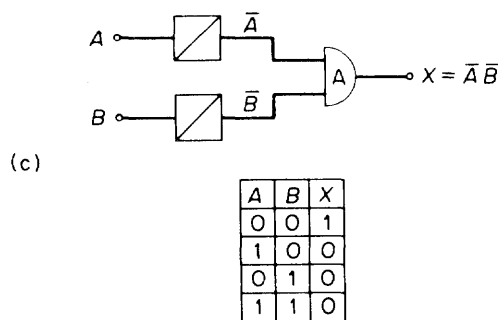 A Ā
A X = Ā B̄
B B̄
(c)
A B X
0 0 1
1 0 0
0 1 0
1 1 0